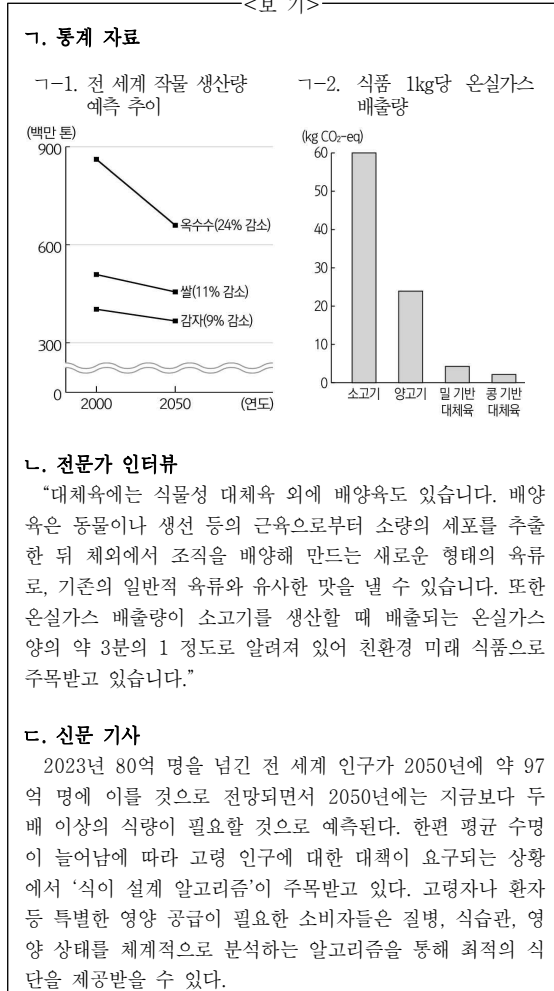 <보 기>
ㄱ. 통계 자료
ㄱ-1. 전 세계 작물 생산량
예측 추이
(백만 톤)
900
600
300
0
옥수수(24% 감소)
쌀(11% 감소)
감자(9% 감소)
2000 2050 (연도)
ㄱ-2. 식품 1kg당 온실가스
배출량
(kg CO₂-eq)
60
50
40
30
20
10
0
소고기 양고기 밀 기반 콩 기반
대체육 대체육
ㄴ. 전문가 인터뷰
“대체육에는 식물성 대체육 외에 배양육도 있습니다. 배양
육은 동물이나 생선 등의 근육으로부터 소량의 세포를 추출
한 뒤 체외에서 조직을 배양해 만드는 새로운 형태의 육류
로, 기존의 일반적 육류와 유사한 맛을 낼 수 있습니다. 또한
온실가스 배출량이 소고기를 생산할 때 배출되는 온실가스
양의 약 3분의 1 정도로 알려져 있어 친환경 미래 식품으로
주목받고 있습니다.”
ㄷ. 신문 기사
2023년 80억 명을 넘긴 전 세계 인구가 2050년에 약 97
억 명에 이를 것으로 전망되면서 2050년에는 지금보다 두
배 이상의 식량이 필요할 것으로 예측된다. 한편 평균 수명
이 늘어남에 따라 고령 인구에 대한 대책이 요구되는 상황
에서 ‘식이 설계 알고리즘’이 주목받고 있다. 고령자나 환자
등 특별한 영양 공급이 필요한 소비자들은 질병, 식습관, 영
양 상태를 체계적으로 분석하는 알고리즘을 통해 최적의 식
단을 제공받을 수 있다.